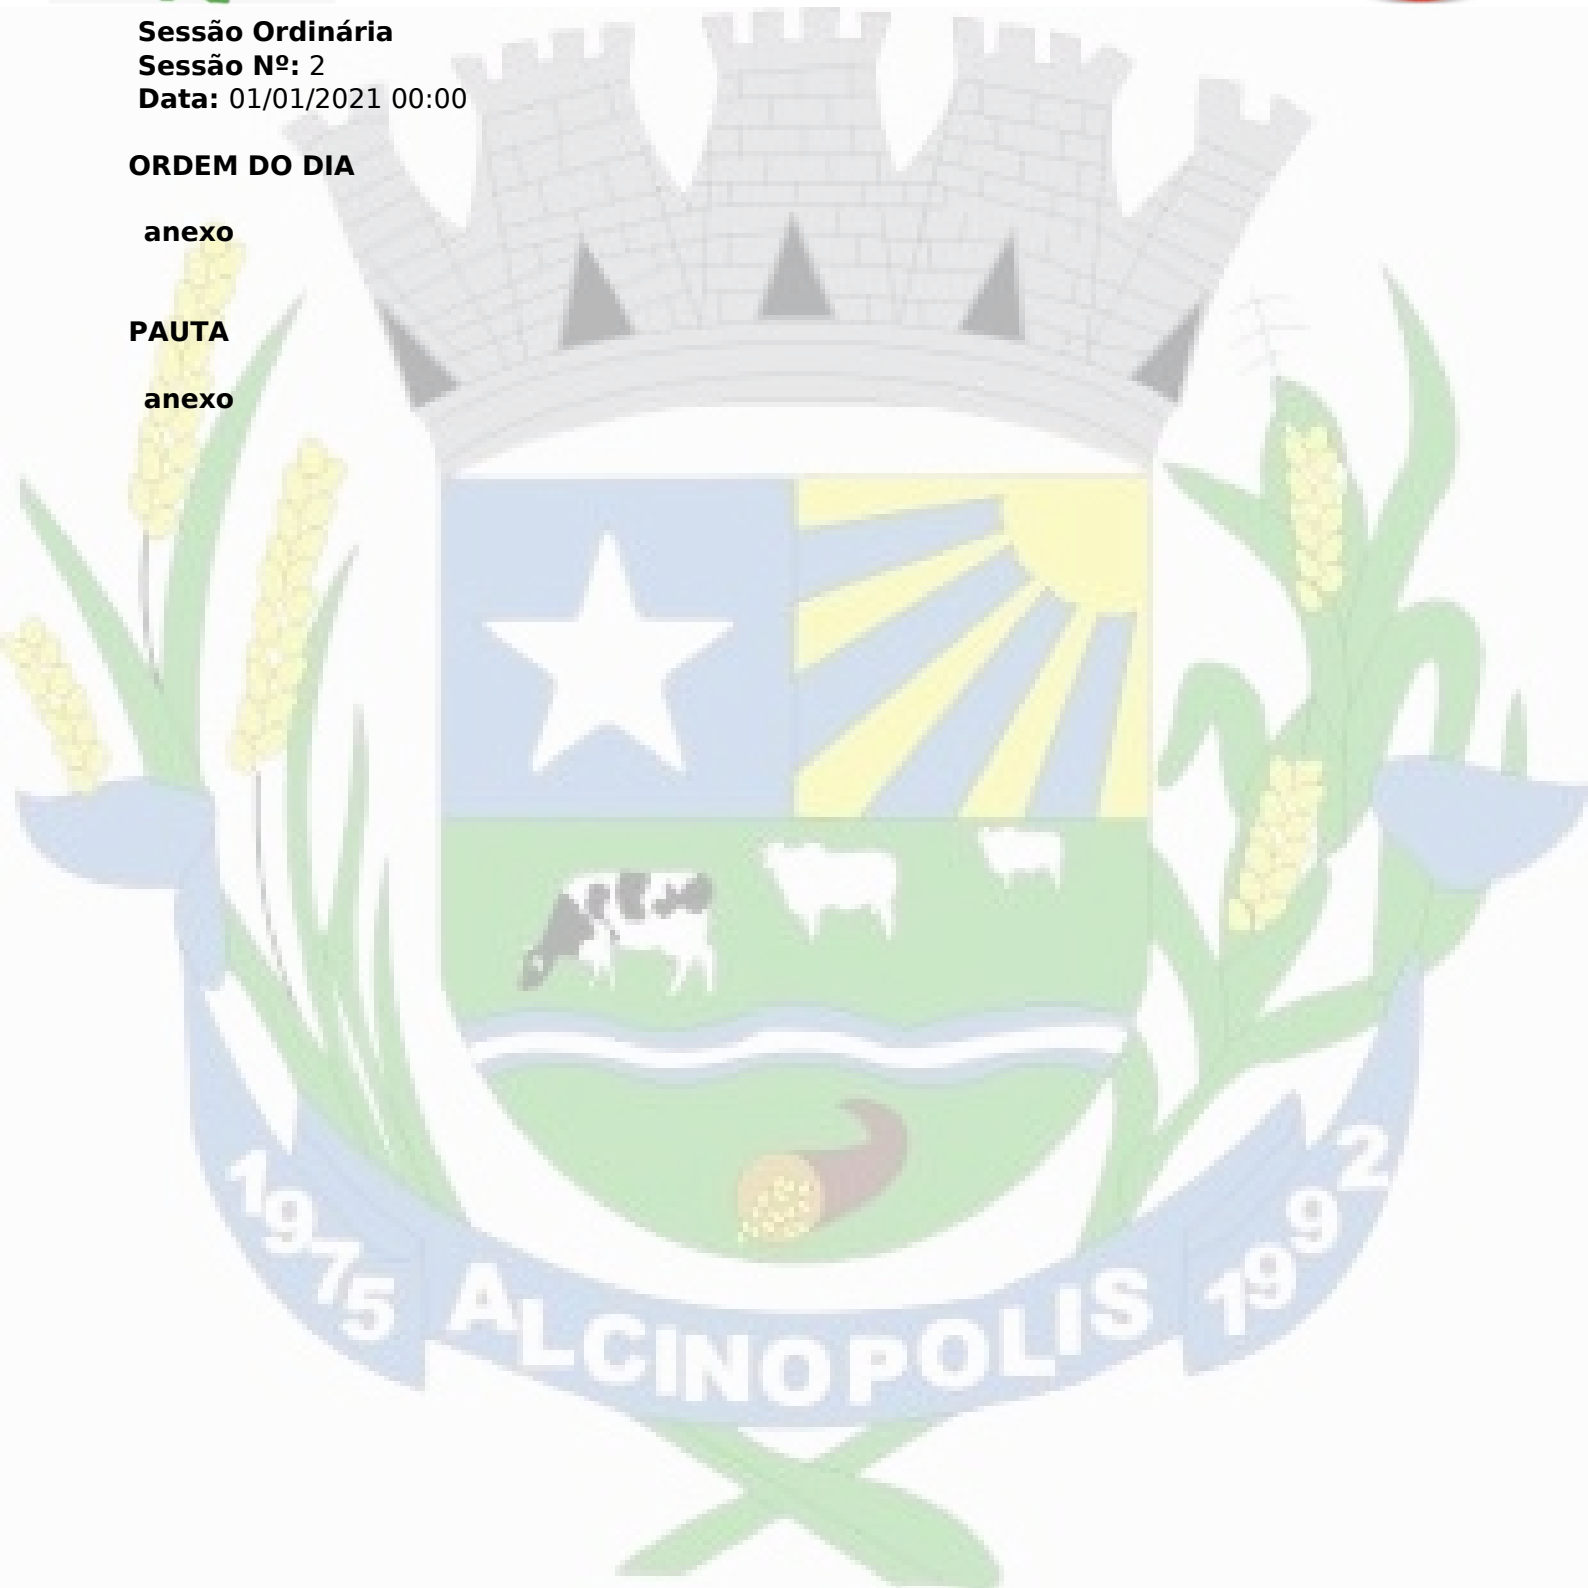 Sessão Ordinária
Sessão Nº: 2
Data: 01/01/2021 00:00
ORDEM DO DIA
anexo
PAUTA
anexo
1975 ALCINOPOLIS 1992